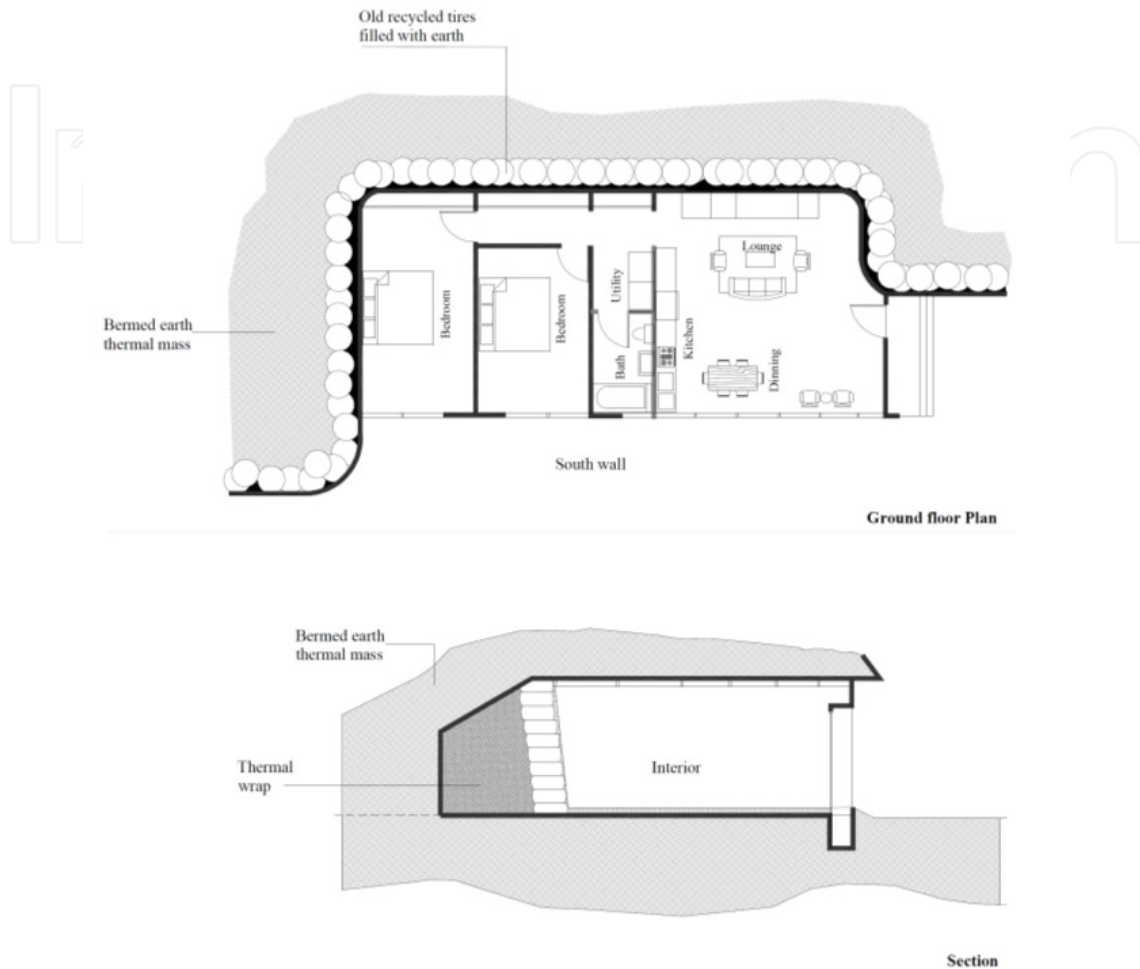 Old recycled tires
filled with earth
Bermed earth
thermal mass
Bedroom
Bedroom
Utility
Bath
Kitchen
Lounge
Dinning
South wall
Ground floor Plan
Bermed earth
thermal mass
Thermal
wrap
Interior
Section